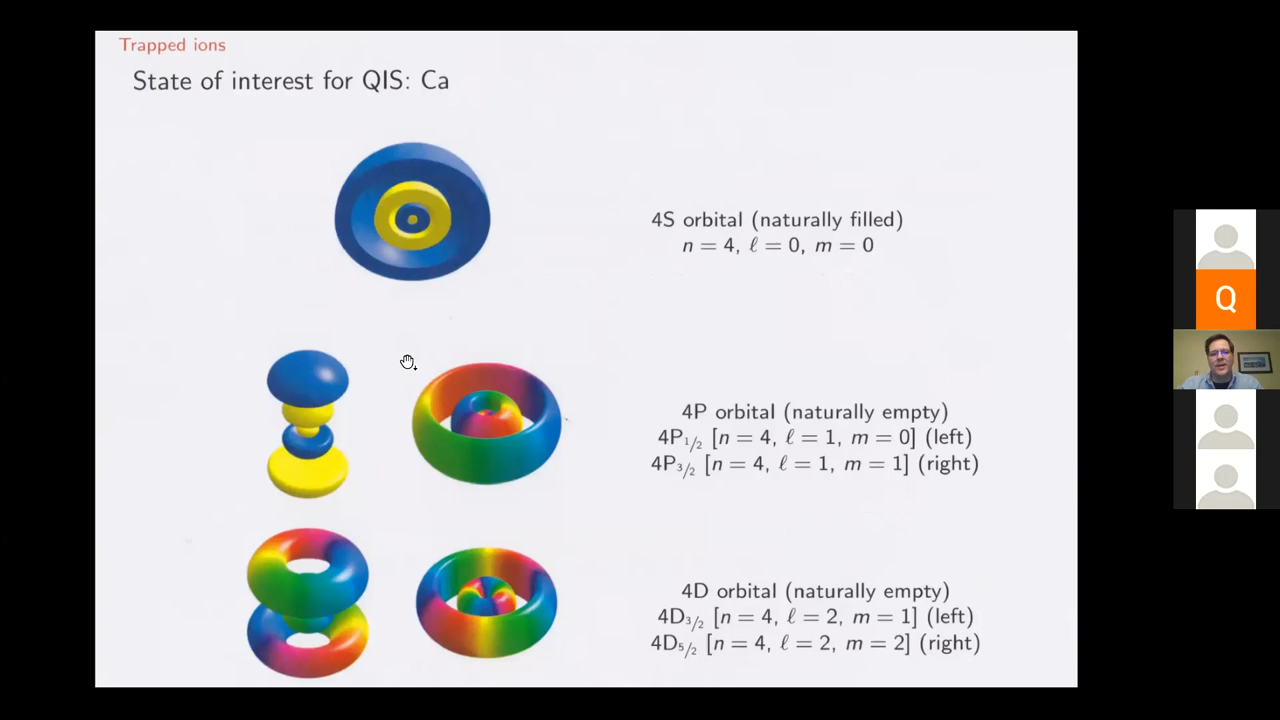 Trapped ions
State of interest for QIS: Ca
4S orbital (naturally filled)
n = 4, ℓ = 0, m = 0
4P orbital (naturally empty)
4P₁/₂ [n = 4, ℓ = 1, m = 0] (left)
4P₃/₂ [n = 4, ℓ = 1, m = 1] (right)
4D orbital (naturally empty)
4D₃/₂ [n = 4, ℓ = 2, m = 1] (left)
4D₅/₂ [n = 4, ℓ = 2, m = 2] (right)
Q